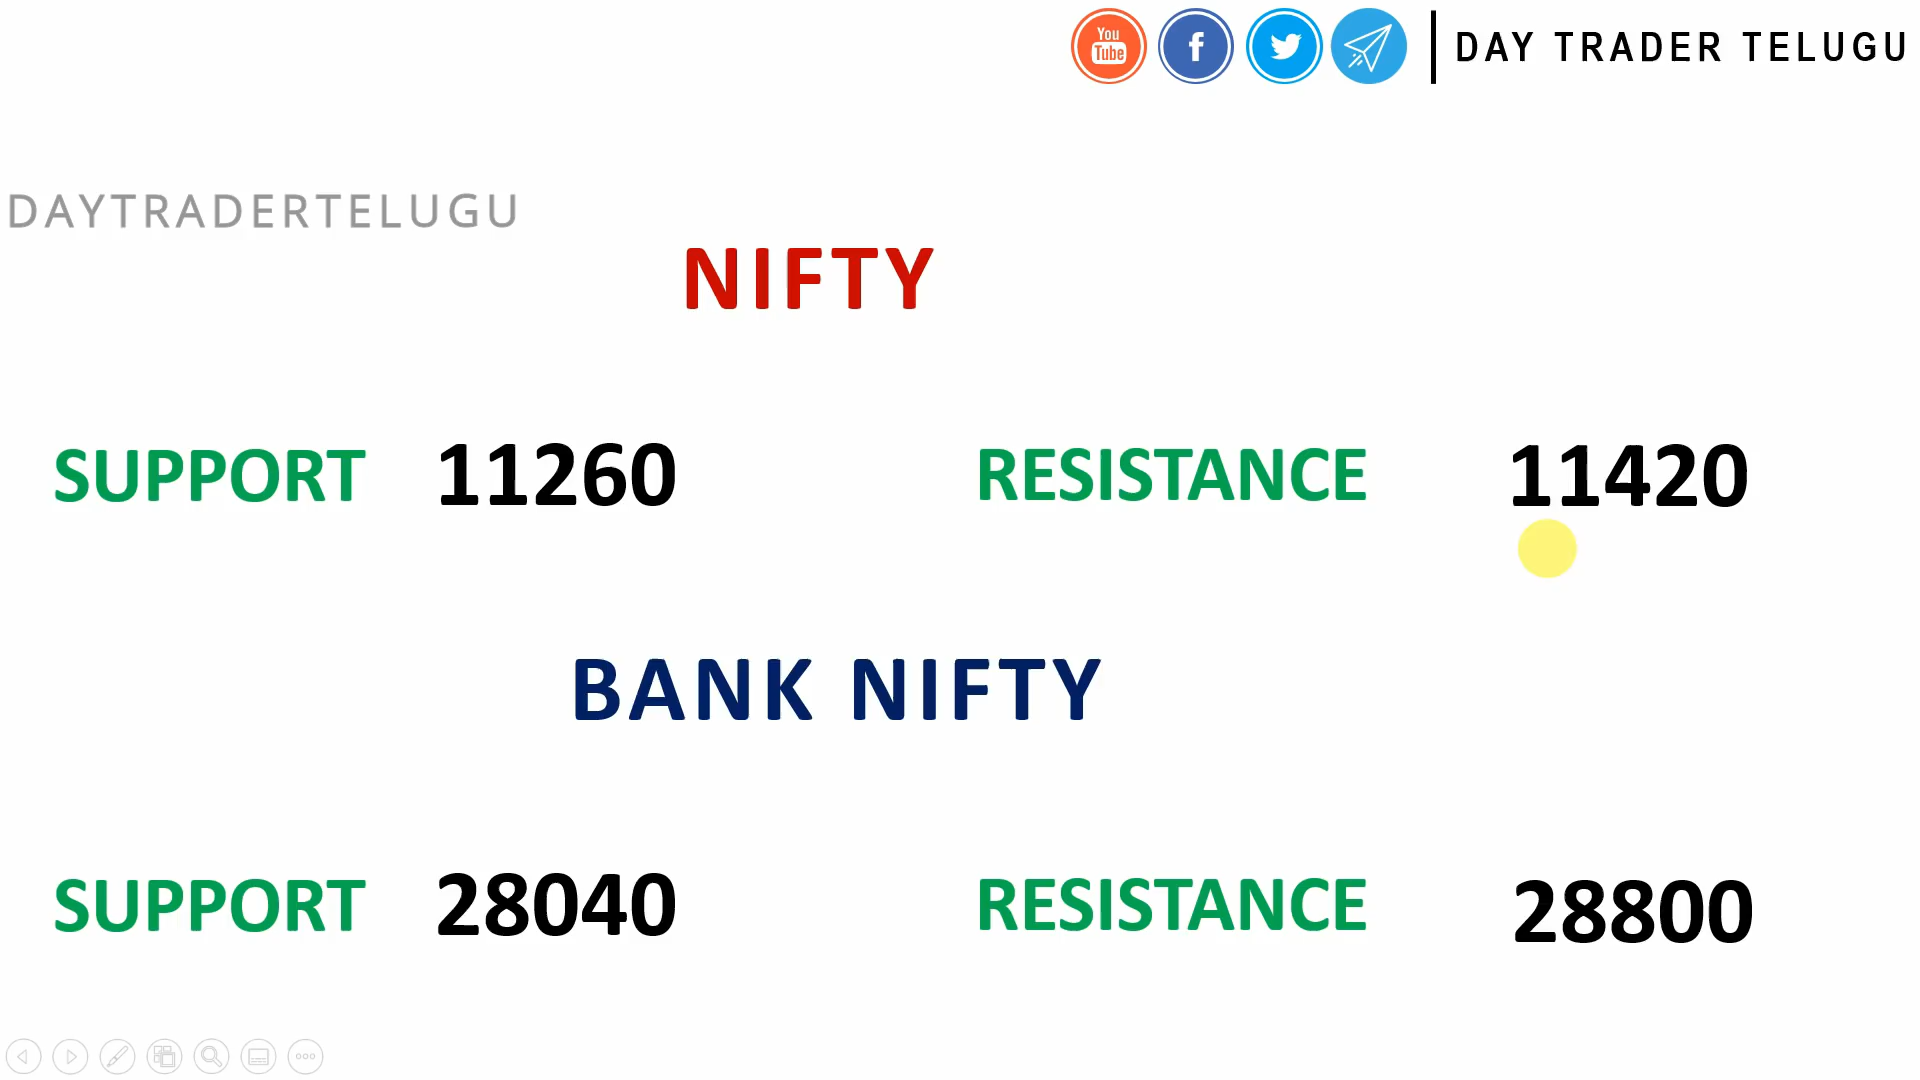 You
Tube
f
DAY TRADER TELUGU
DAYTRADERTELUGU
NIFTY
SUPPORT 11260 RESISTANCE 11420
BANK NIFTY
SUPPORT 28040 RESISTANCE 28800